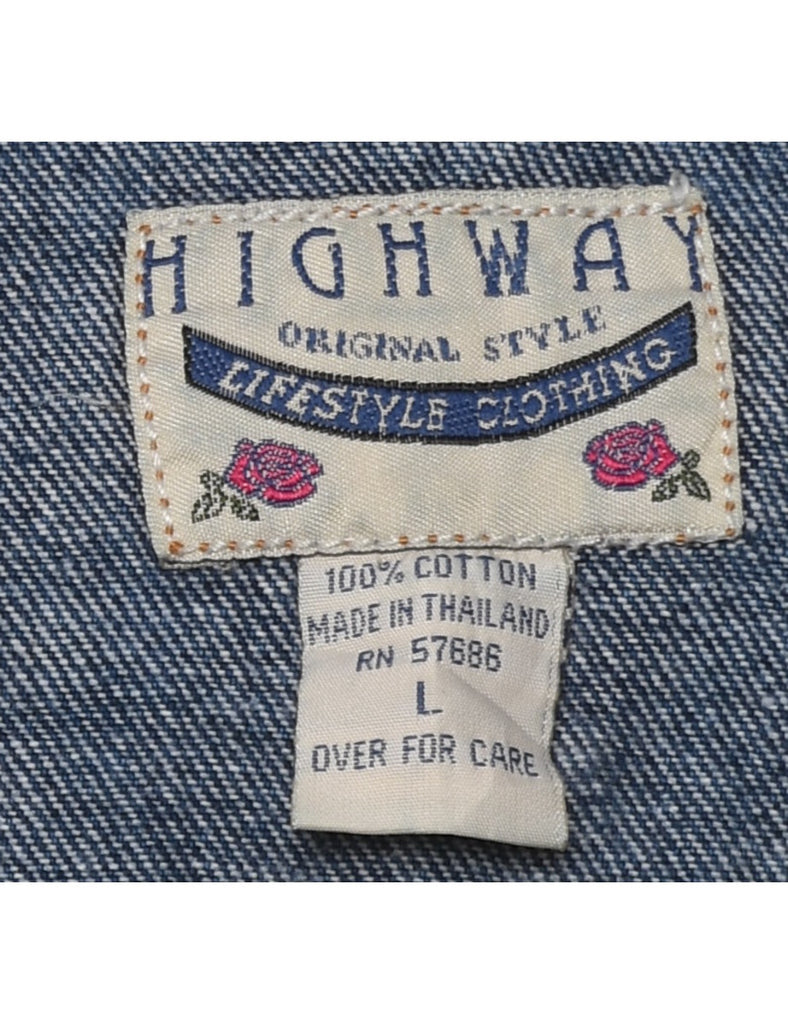 HIGHWAY
ORIGINAL STYLE
LIFESTYLE CLOTHING
100% COTTON
MADE IN THAILAND
RN 57686
L
OVER FOR CARE